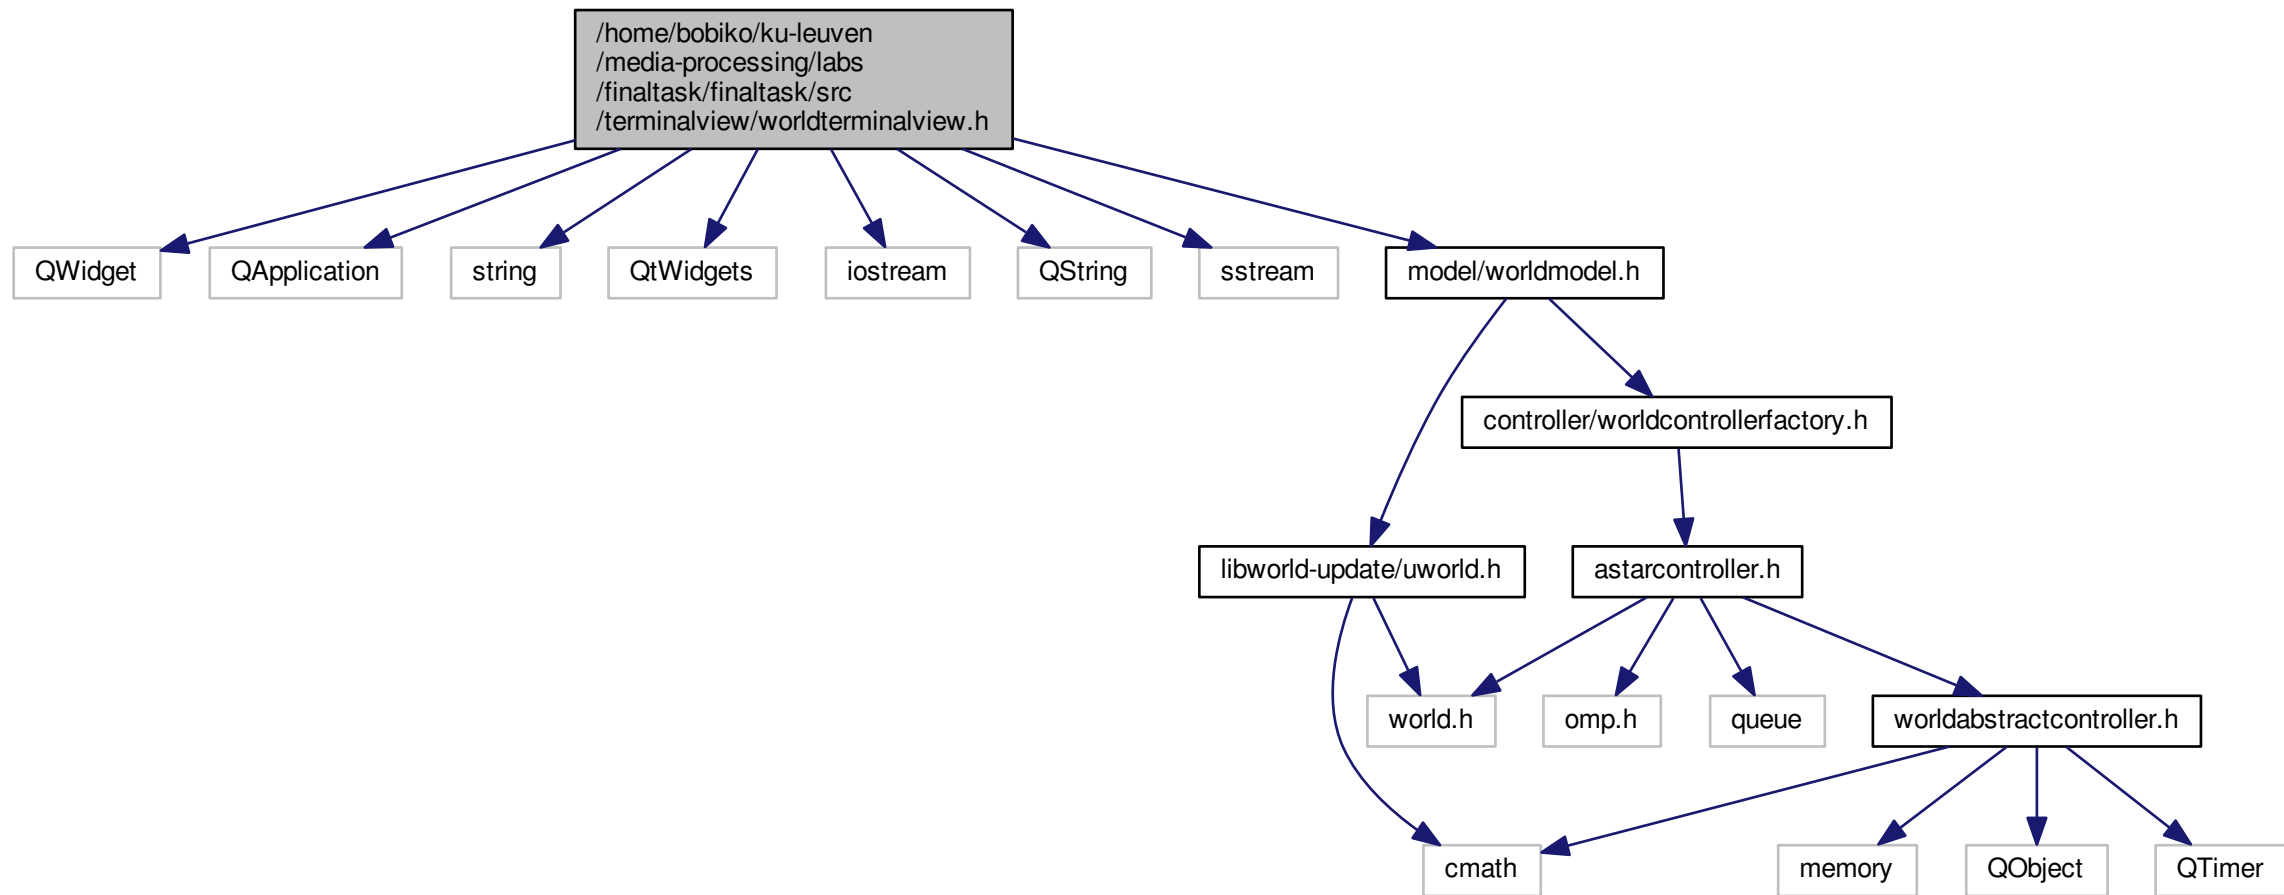 /home/bobiko/ku-leuven
/media-processing/labs
/finaltask/finaltask/src
/terminalview/worldterminalview.h
QWidget
QApplication
string
QtWidgets
iostream
QString
sstream
model/worldmodel.h
controller/worldcontrollerfactory.h
libworld-update/uworld.h
astarcontroller.h
world.h
omp.h
queue
worldabstractcontroller.h
cmath
memory
QObject
QTimer